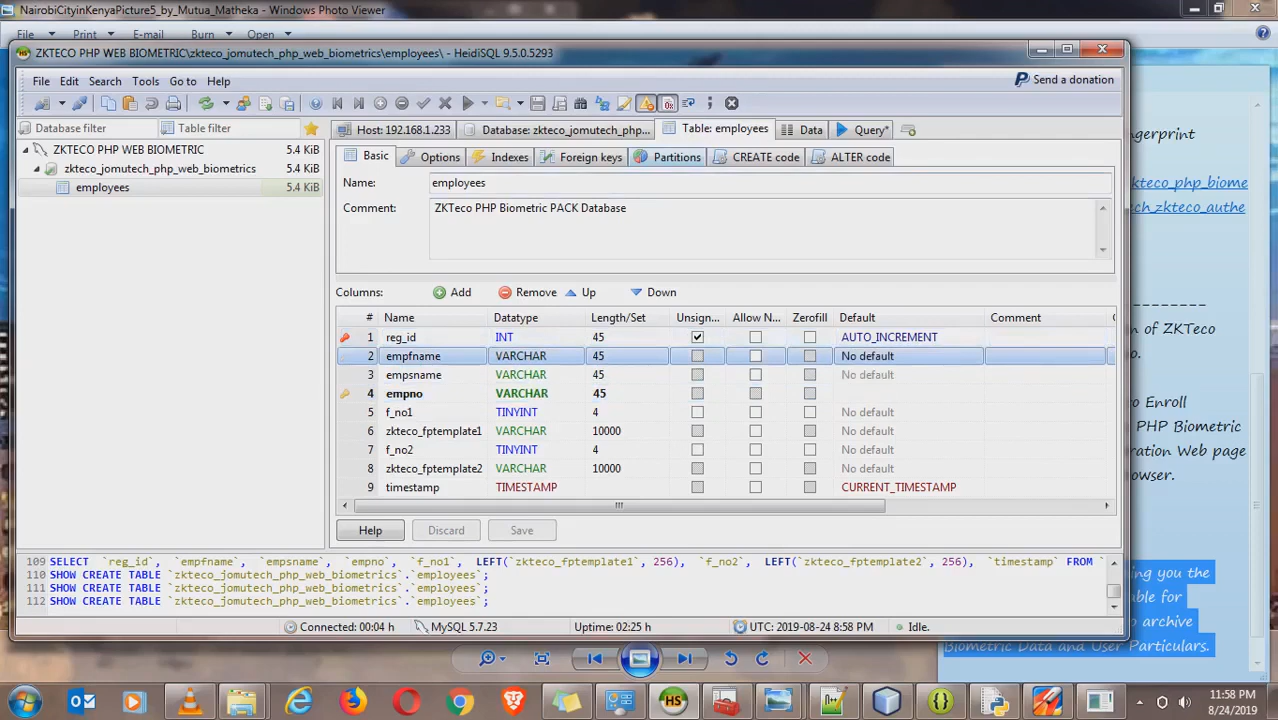 NairobiCityinKenyaPicture5_by_Mutua_Matheka - Windows Photo Viewer
File Print E-mail Burn Open
ZKTECO PHP WEB BIOMETRIC\zkteco_jomutech_php_web_biometrics\employees\ - HeidiSQL 9.5.0.5293
File Edit Search Tools Go to Help
Send a donation
Database filter Table filter
Host: 192.168.1.233 Database: zkteco_jomutech_php... Table: employees Data Query*
ZKTECO PHP WEB BIOMETRIC 5.4 KiB
zkteco_jomutech_php_web_biometrics 5.4 KiB
employees 5.4 KiB
Basic Options Indexes Foreign keys Partitions CREATE code ALTER code
Name: employees
Comment: ZKTeco PHP Biometric PACK Database
Columns: Add Remove Up Down
# Name Datatype Length/Set Unsign... Allow N... Zerofill Default Comment
1 reg_id INT 45 AUTO_INCREMENT
2 empfname VARCHAR 45 No default
3 empsname VARCHAR 45 No default
4 empno VARCHAR 45
5 f_no1 TINYINT 4 No default
6 zkteco_fptemplate1 VARCHAR 10000 No default
7 f_no2 TINYINT 4 No default
8 zkteco_fptemplate2 VARCHAR 10000 No default
9 timestamp TIMESTAMP CURRENT_TIMESTAMP
Help Discard Save
109 SELECT `reg_id`, `empfname`, `empsname`, `empno`, `f_no1`, LEFT(`zkteco_fptemplate1`, 256), `f_no2`, LEFT(`zkteco_fptemplate2`, 256), `timestamp` FROM `
110 SHOW CREATE TABLE `zkteco_jomutech_php_web_biometrics`.`employees`;
111 SHOW CREATE TABLE `zkteco_jomutech_php_web_biometrics`.`employees`;
112 SHOW CREATE TABLE `zkteco_jomutech_php_web_biometrics`.`employees`;
Connected: 00:04 h MySQL 5.7.23 Uptime: 02:25 h UTC: 2019-08-24 8:58 PM Idle.
ngerprint
kteco_php_biome
ch_zkteco_authe
--------
n of ZKTeco
o.
o Enroll
PHP Biometric
ration Web page
owser.
ing you the
able for
o archive
Biometric Data and User Particulars.
11:58 PM
8/24/2019